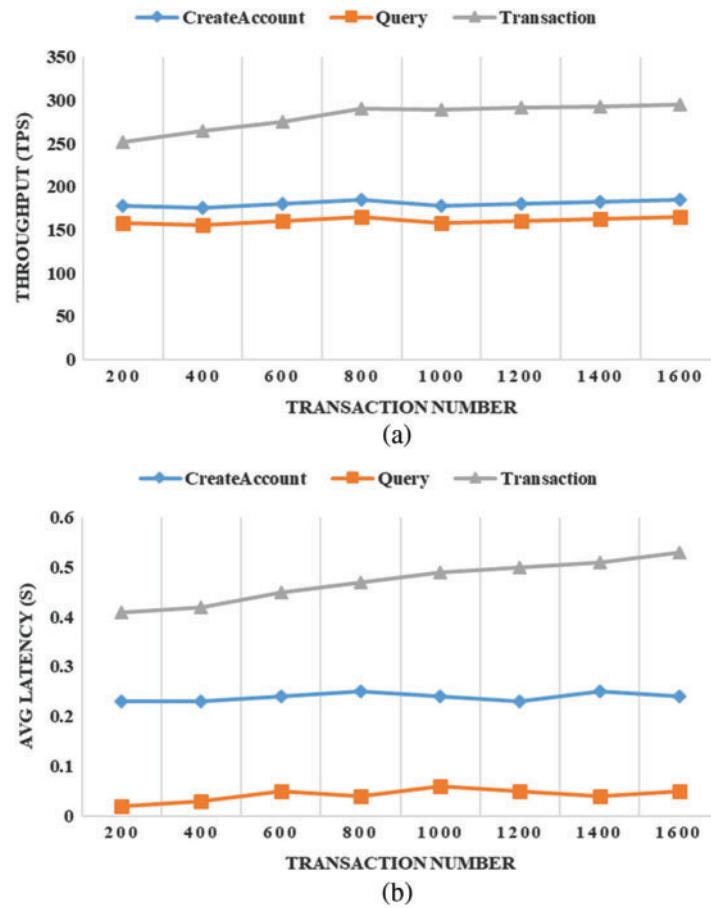 CreateAccount Query Transaction
350
300
250
200
150
100
50
0
THROUGHPUT (TPS)
200 400 600 800 1000 1200 1400 1600
TRANSACTION NUMBER
(a)
CreateAccount Query Transaction
0.6
0.5
0.4
0.3
0.2
0.1
0
AVG LATENCY (S)
200 400 600 800 1000 1200 1400 1600
TRANSACTION NUMBER
(b)